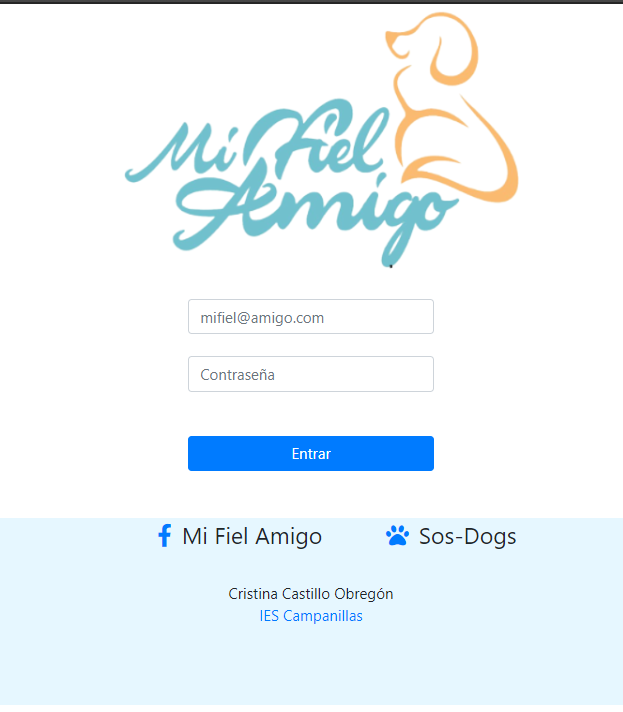 Mi Fiel
Amigo
mifiel@amigo.com
Contraseña
Entrar
Mi Fiel Amigo Sos-Dogs
Cristina Castillo Obregón
IES Campanillas